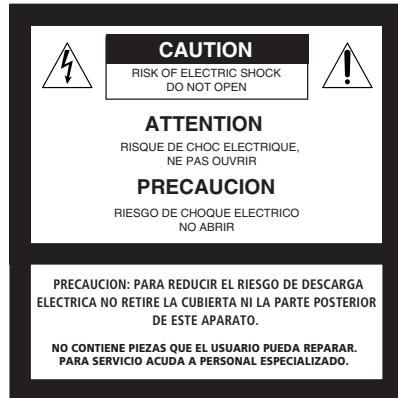 CAUTION
RISK OF ELECTRIC SHOCK
DO NOT OPEN
ATTENTION
RISQUE DE CHOC ELECTRIQUE,
NE PAS OUVRIR
PRECAUCION
RIESGO DE CHOQUE ELECTRICO
NO ABRIR
PRECAUCION: PARA REDUCIR EL RIESGO DE DESCARGA
ELECTRICA NO RETIRE LA CUBIERTA NI LA PARTE POSTERIOR
DE ESTE APARATO.
NO CONTIENE PIEZAS QUE EL USUARIO PUEDA REPARAR.
PARA SERVICIO ACUDA A PERSONAL ESPECIALIZADO.